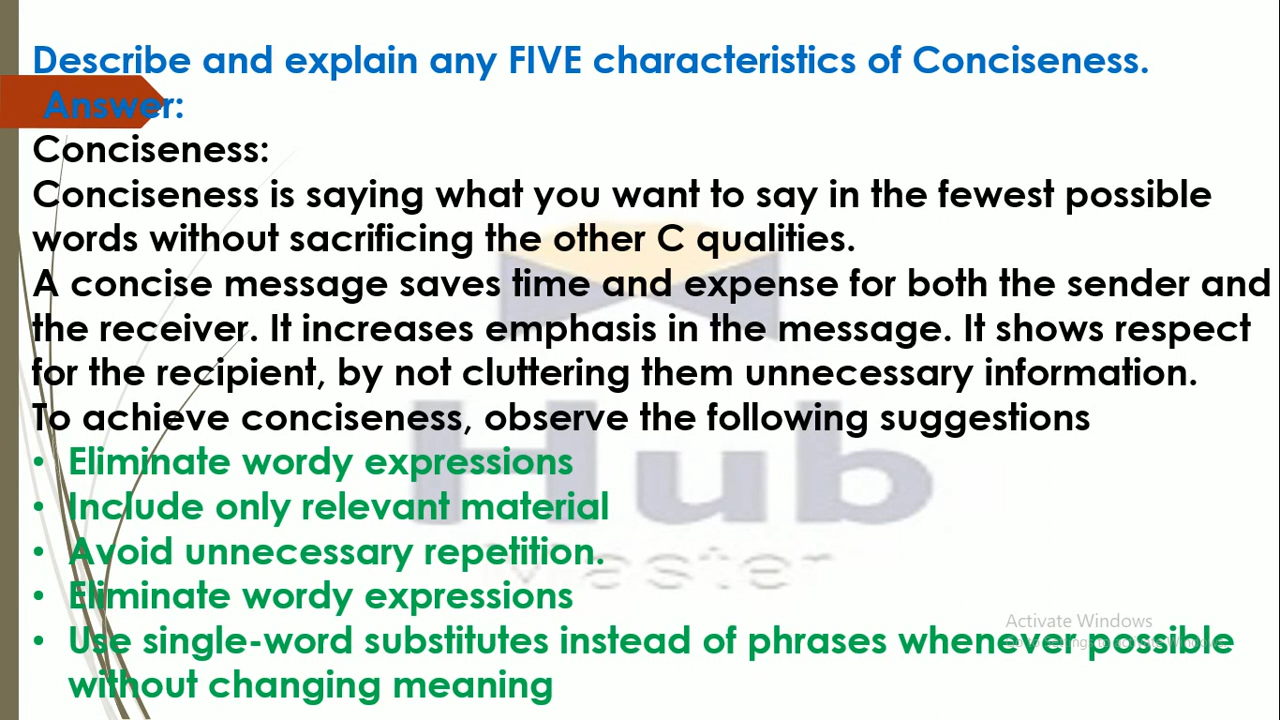 Describe and explain any FIVE characteristics of Conciseness.
Answer:
Conciseness:
Conciseness is saying what you want to say in the fewest possible
words without sacrificing the other C qualities.
A concise message saves time and expense for both the sender and
the receiver. It increases emphasis in the message. It shows respect
for the recipient, by not cluttering them unnecessary information.
To achieve conciseness, observe the following suggestions
• Eliminate wordy expressions
• Include only relevant material
• Avoid unnecessary repetition.
• Eliminate wordy expressions
• Use single-word substitutes instead of phrases whenever possible
without changing meaning
Hub
Master
Activate Windows